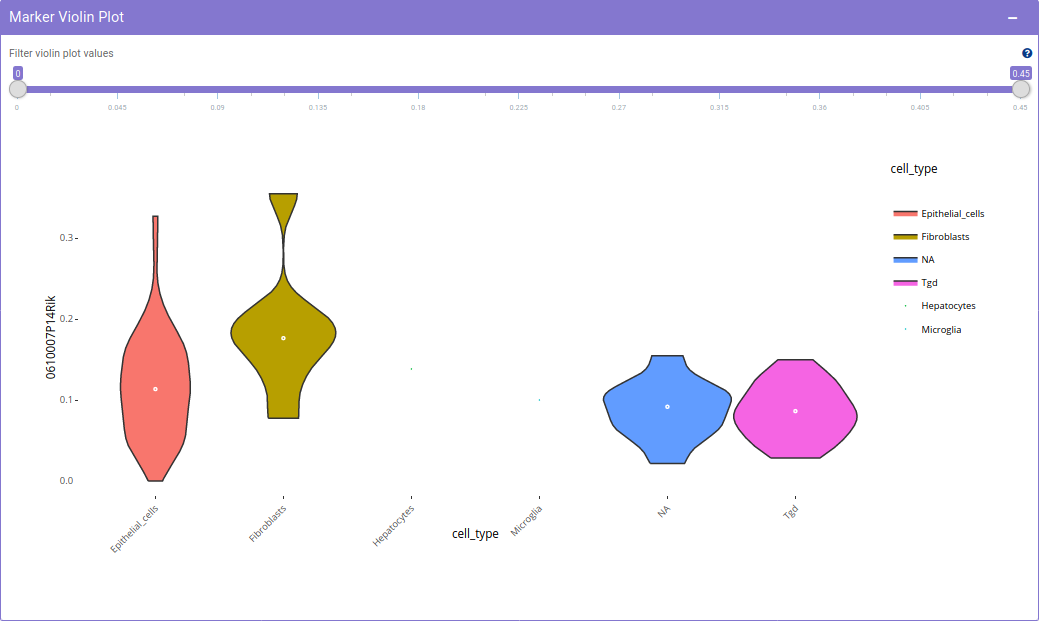 Marker Violin Plot
Filter violin plot values
0
0.45
0 0.045 0.09 0.135 0.18 0.225 0.27 0.315 0.36 0.405 0.45
cell_type
Epithelial_cells
Fibroblasts
NA
Tgd
Hepatocytes
Microglia
0610007P14Rik
0.3
0.2
0.1
0.0
Epithelial_cells Fibroblasts Hepatocytes Microglia NA Tgd
cell_type